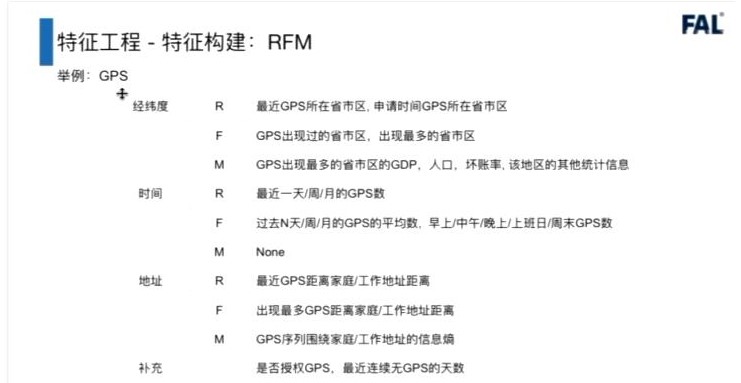 FAL
特征工程 - 特征构建：RFM
举例：GPS
经纬度 R 最近GPS所在省市区, 申请时间GPS所在省市区
F GPS出现过的省市区，出现最多的省市区
M GPS出现最多的省市区的GDP，人口，坏账率, 该地区的其他统计信息
时间 R 最近一天/周/月的GPS数
F 过去N天/周/月的GPS的平均数, 早上/中午/晚上/上班日/周末GPS数
M None
地址 R 最近GPS距离家庭/工作地址距离
F 出现最多GPS距离家庭/工作地址距离
M GPS序列围绕家庭/工作地址的信息熵
补充 是否授权GPS，最近连续无GPS的天数